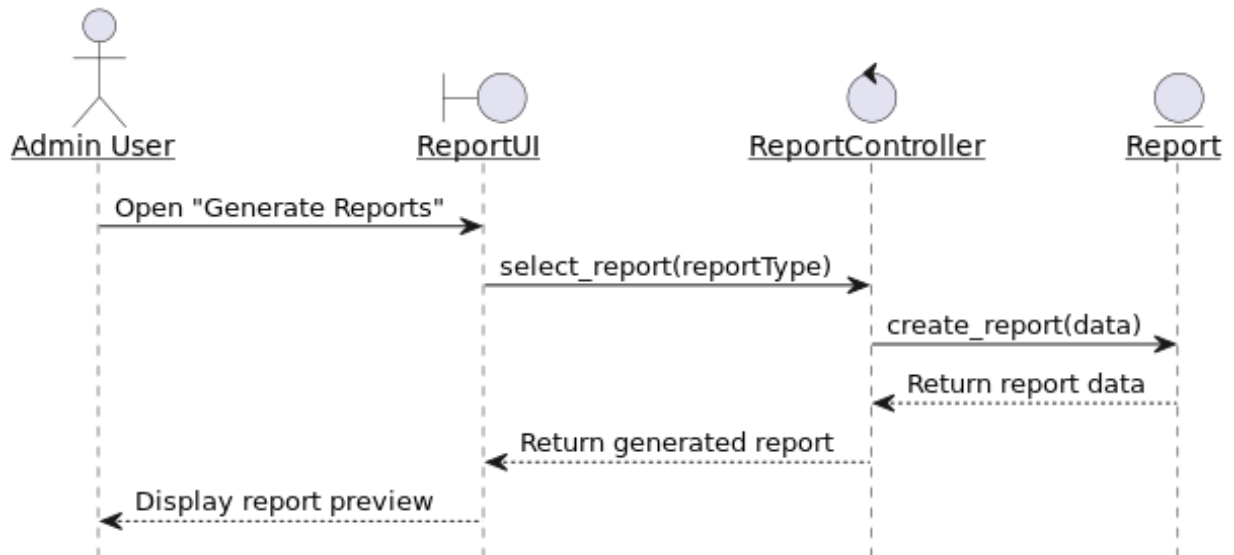 Admin User
ReportUI
ReportController
Report
Open "Generate Reports"
select_report(reportType)
create_report(data)
Return report data
Return generated report
Display report preview